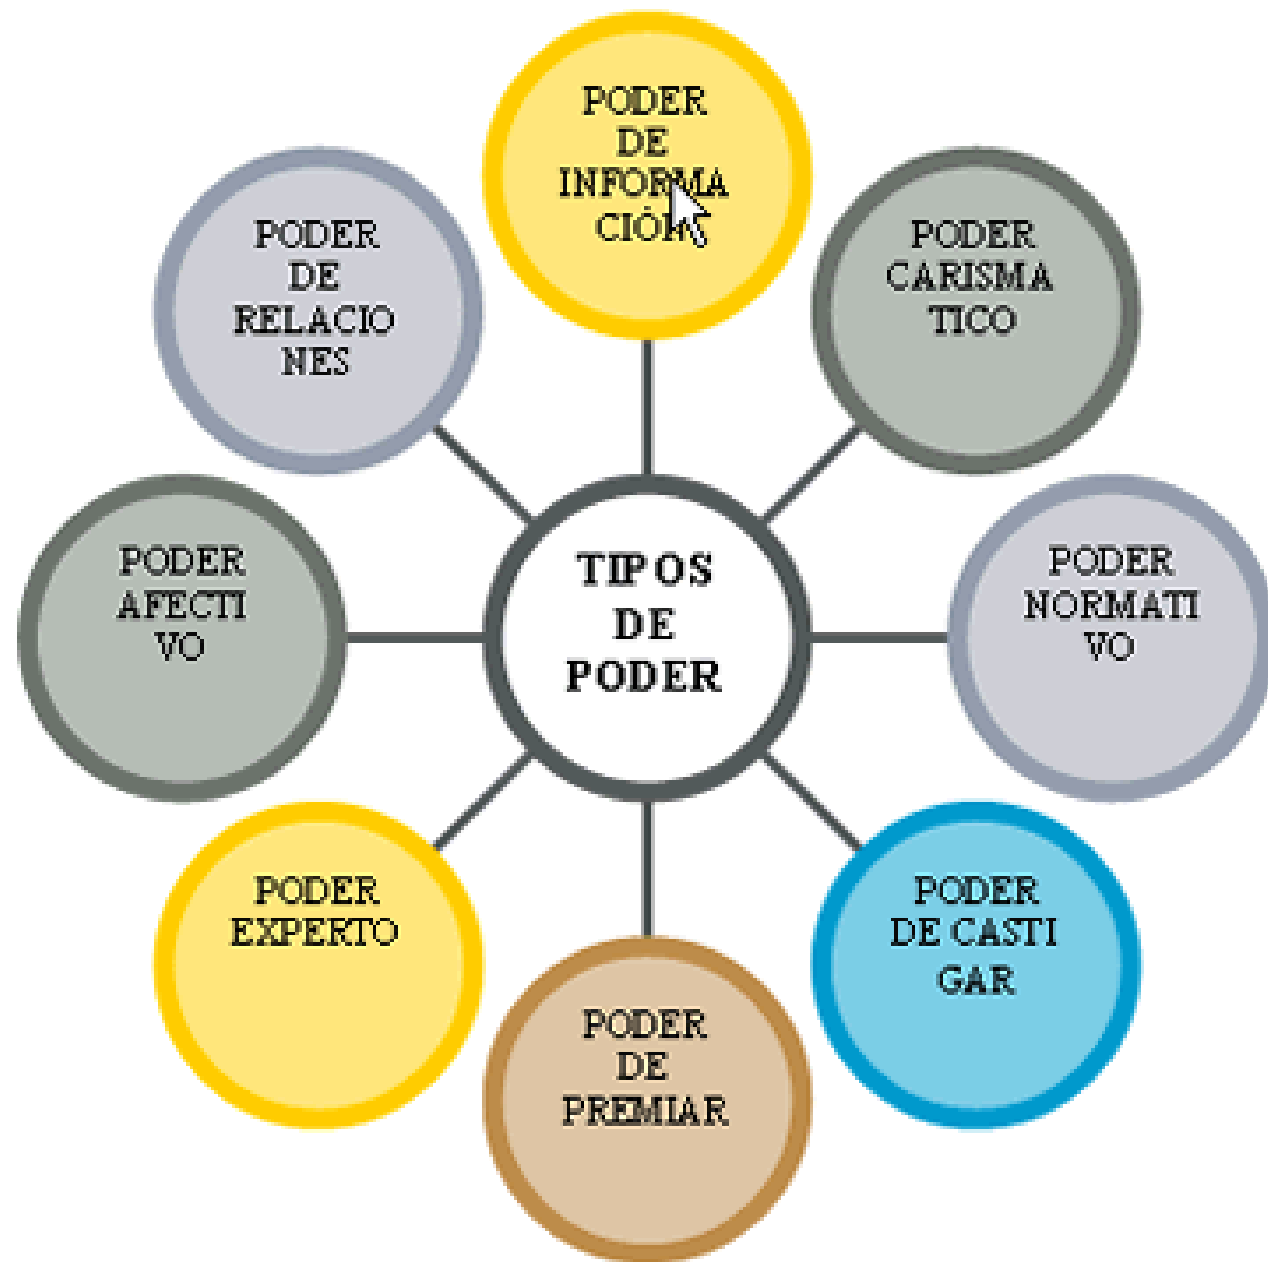 PODER
DE
INFORMA
CIÓN
PODER
CARISMA
TICO
PODER
NORMATI
VO
PODER
DE CASTI
GAR
PODER
DE
PREMIAR
PODER
EXPERTO
PODER
AFECTI
VO
PODER
DE
RELACIO
NES
TIPOS
DE
PODER